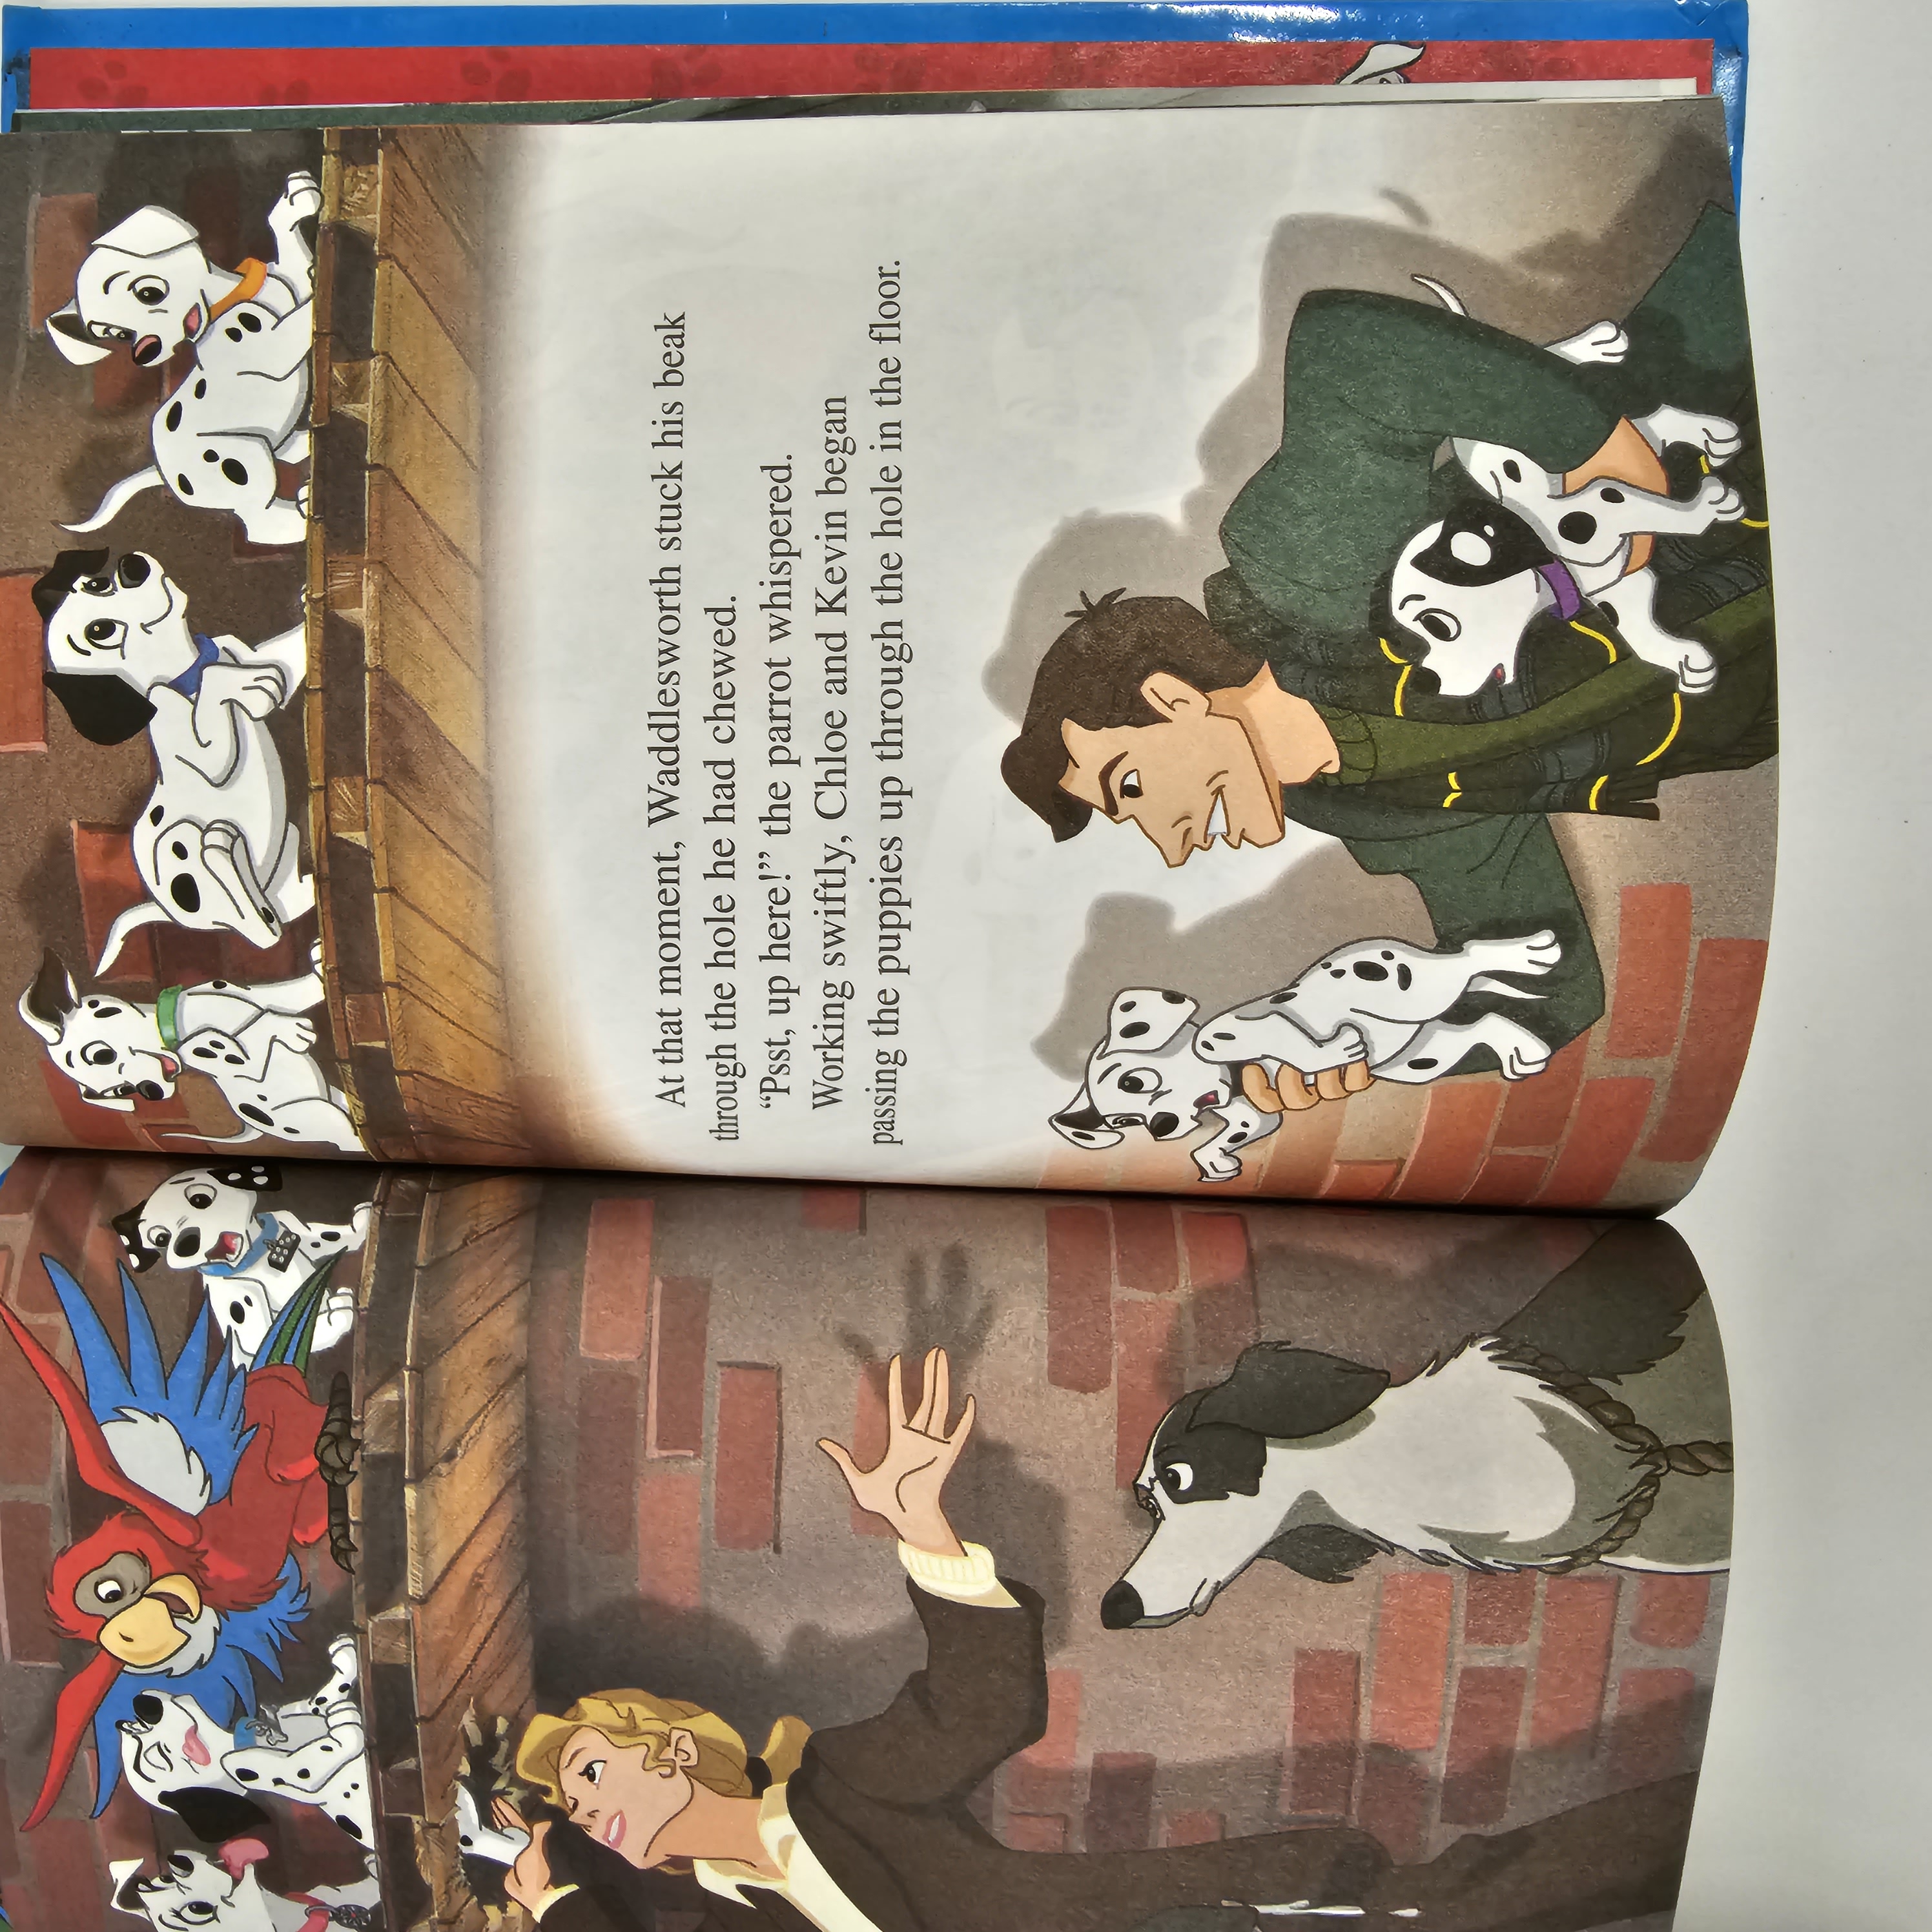 At that moment, Waddlesworth stuck his beak
through the hole he had chewed.
“Psst, up here!” the parrot whispered.
Working swiftly, Chloe and Kevin began
passing the puppies up through the hole in the floor.